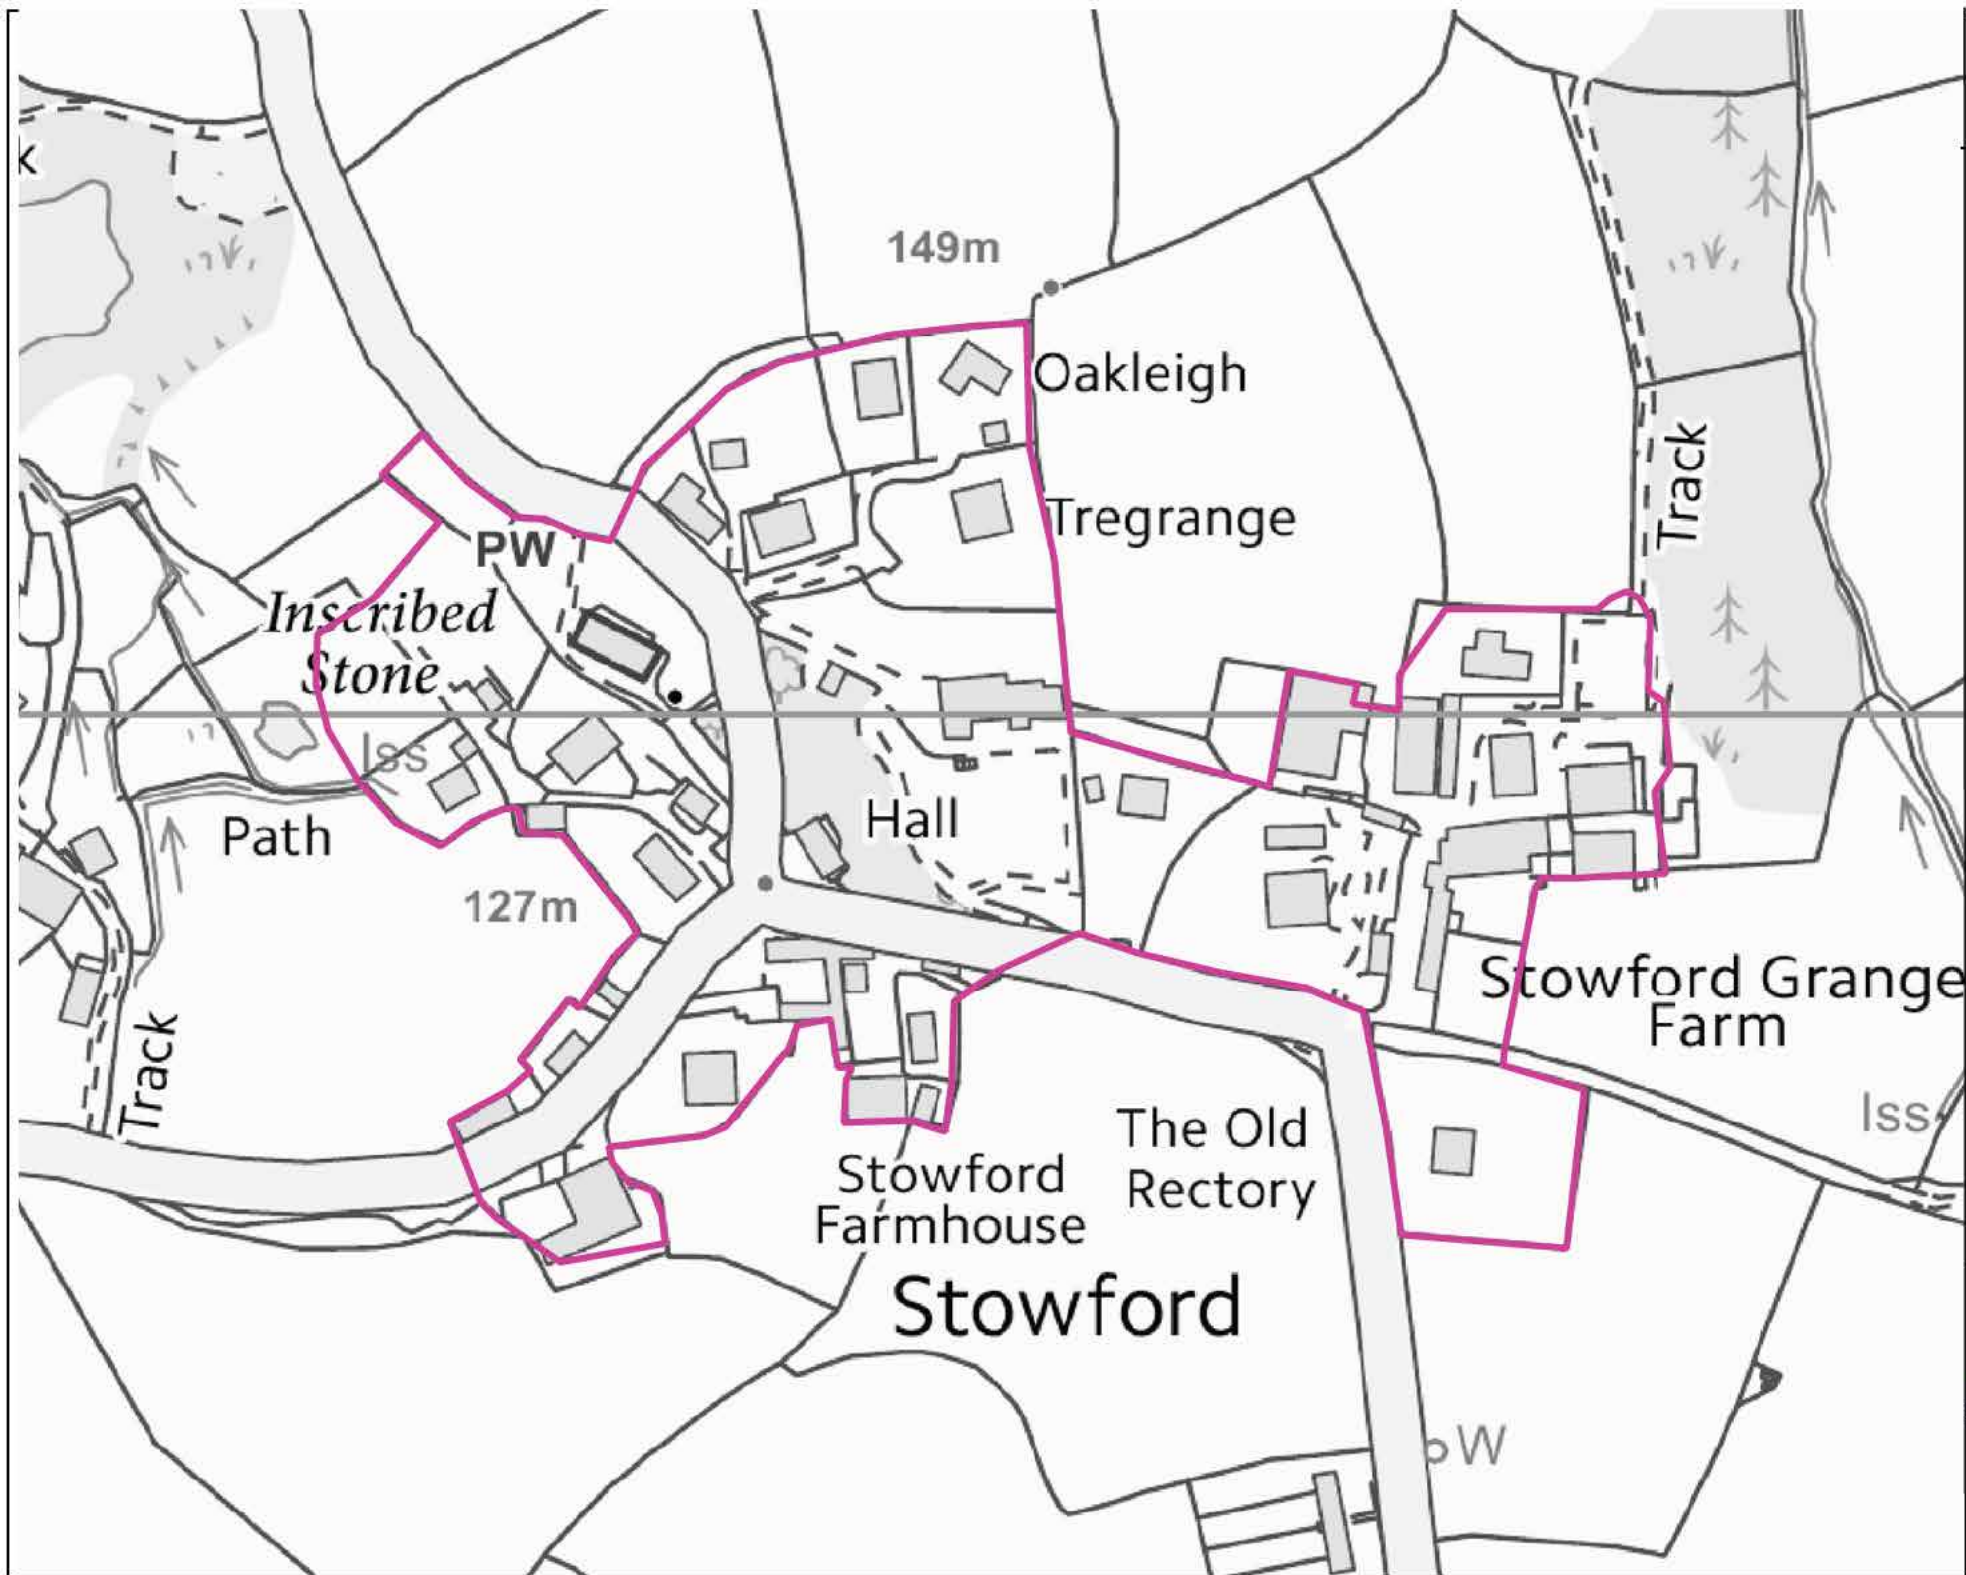 k
149m
Oakleigh
Track
Tregrange
PW
Inscribed
Stone
Iss
Path
Hall
127m
Stowford Grange
Farm
Track
Iss
The Old
Rectory
Stowford
Farmhouse
Stowford
W